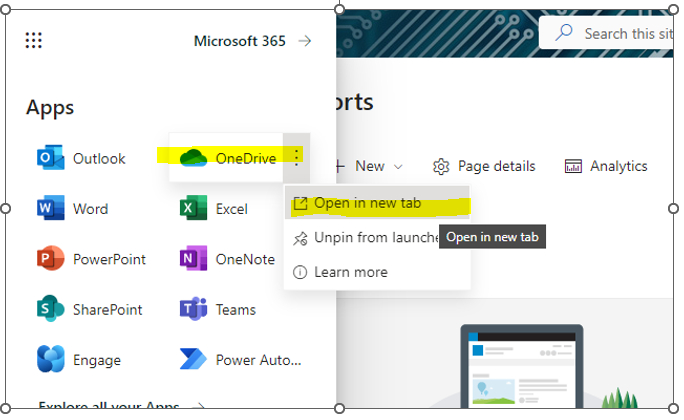 Microsoft 365 →
Search this sit
Apps
orts
Outlook
OneDrive
New
Page details
Analytics
Open in new tab
Word
Excel
Unpin from launche
Open in new tab
PowerPoint
OneNote
Learn more
SharePoint
Teams
Engage
Power Auto...
Explore all your Apps